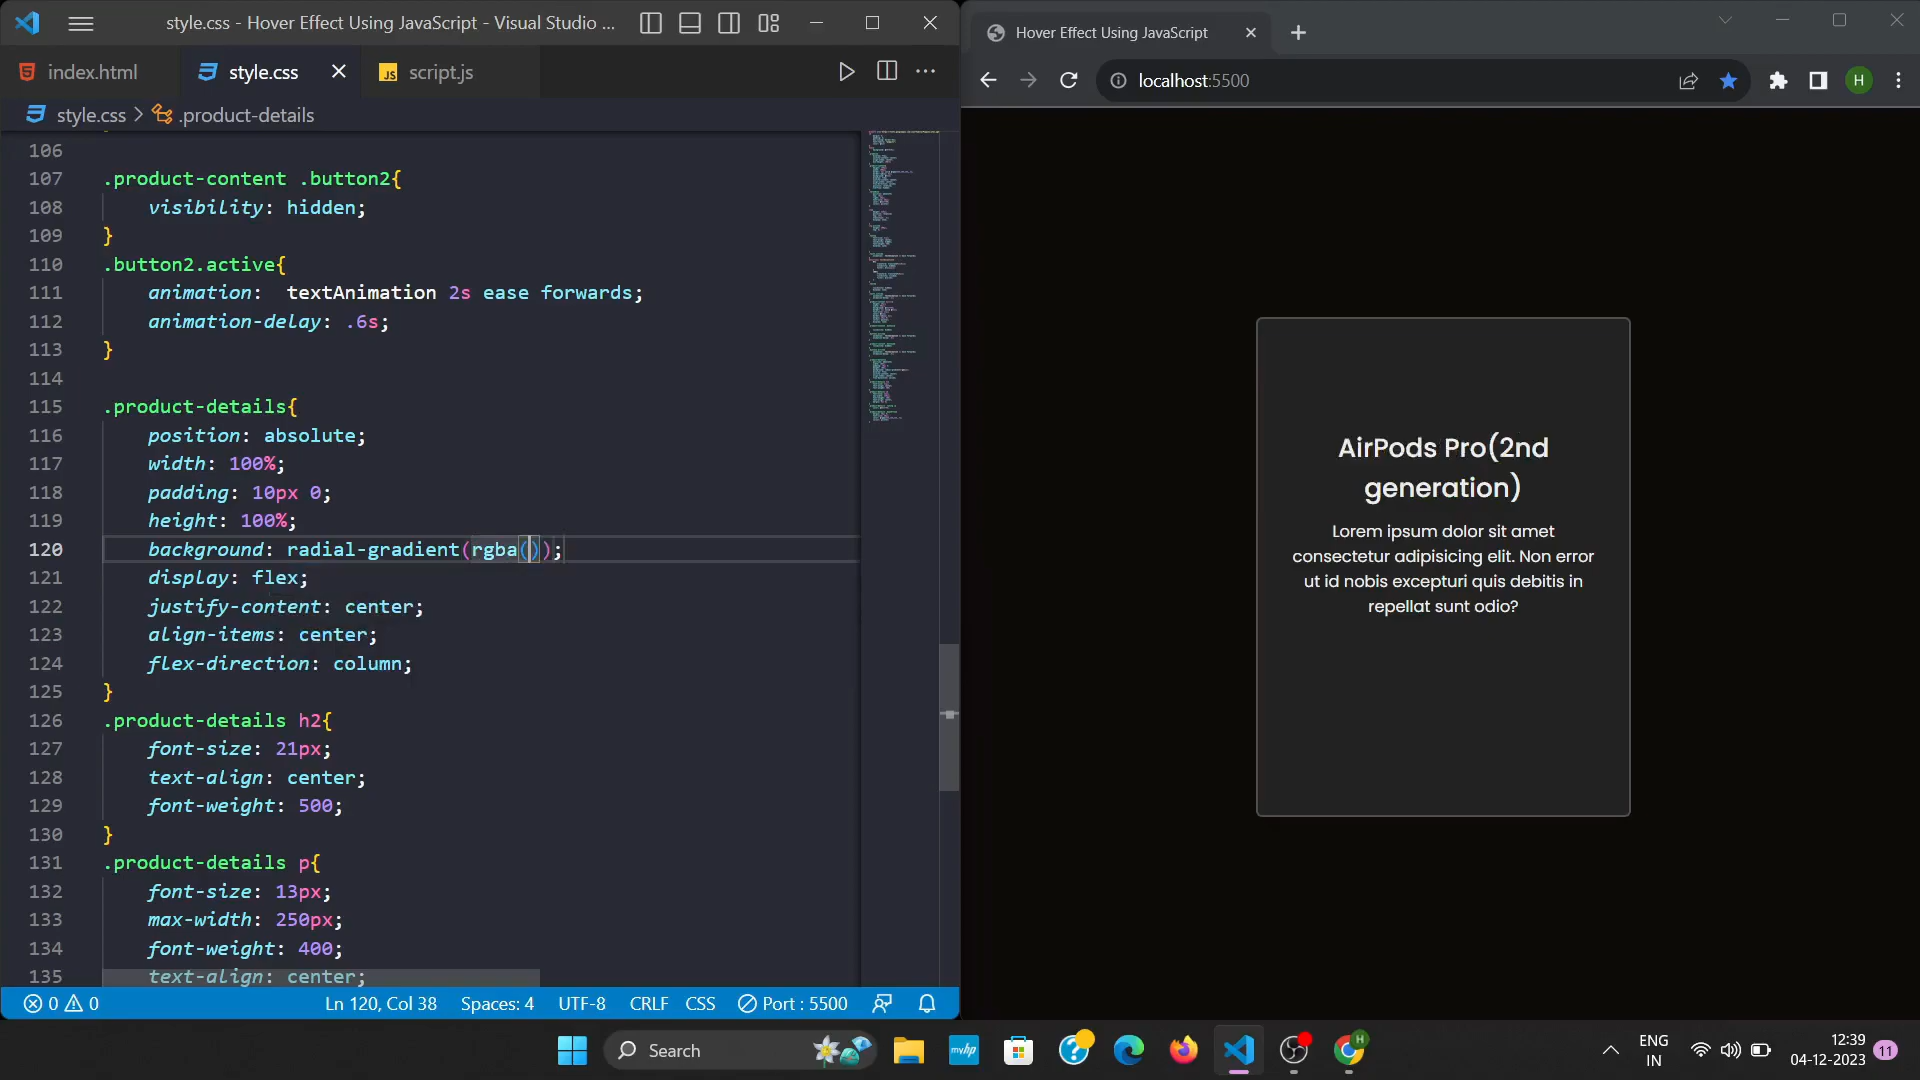 style.css - Hover Effect Using JavaScript - Visual Studio ...
index.html
style.css
JS script.js
style.css > .product-details
106
107 .product-content .button2{
108 visibility: hidden;
109 }
110 .button2.active{
111 animation:  textAnimation 2s ease forwards;
112 animation-delay: .6s;
113 }
114
115 .product-details{
116 position: absolute;
117 width: 100%;
118 padding: 10px 0;
119 height: 100%;
120 background: radial-gradient(rgba());
121 display: flex;
122 justify-content: center;
123 align-items: center;
124 flex-direction: column;
125 }
126 .product-details h2{
127 font-size: 21px;
128 text-align: center;
129 font-weight: 500;
130 }
131 .product-details p{
132 font-size: 13px;
133 max-width: 250px;
134 font-weight: 400;
135 text-align: center;
0 0 Ln 120, Col 38 Spaces: 4 UTF-8 CRLF CSS Port : 5500
Hover Effect Using JavaScript
localhost:5500
H
AirPods Pro(2nd
generation)
Lorem ipsum dolor sit amet
consectetur adipisicing elit. Non error
ut id nobis excepturi quis debitis in
repellat sunt odio?
Search
myhp
H
ENG
IN
12:39
04-12-2023
11